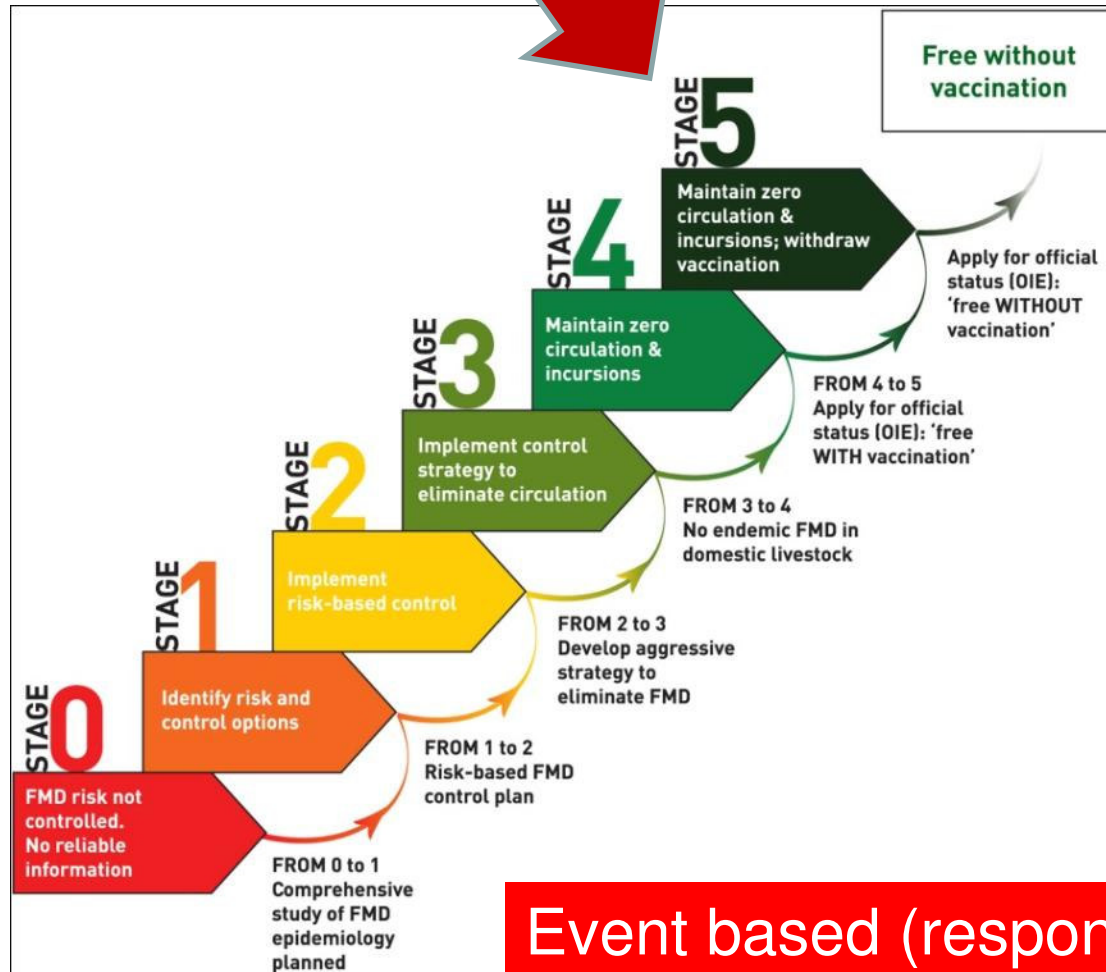 Free without
vaccination
STAGE
5
Maintain zero
circulation &
incursions; withdraw
vaccination
Apply for official
status (OIE):
‘free WITHOUT
vaccination’
STAGE
4
Maintain zero
circulation &
incursions
FROM 4 to 5
Apply for official
status (OIE): ‘free
WITH vaccination’
STAGE
3
Implement control
strategy to
eliminate circulation
FROM 3 to 4
No endemic FMD in
domestic livestock
STAGE
2
Implement
risk-based control
FROM 2 to 3
Develop aggressive
strategy to
eliminate FMD
STAGE
1
Identify risk and
control options
FROM 1 to 2
Risk-based FMD
control plan
STAGE
0
FMD risk not
controlled.
No reliable
information
FROM 0 to 1
Comprehensive
study of FMD
epidemiology
planned
Event based (respon